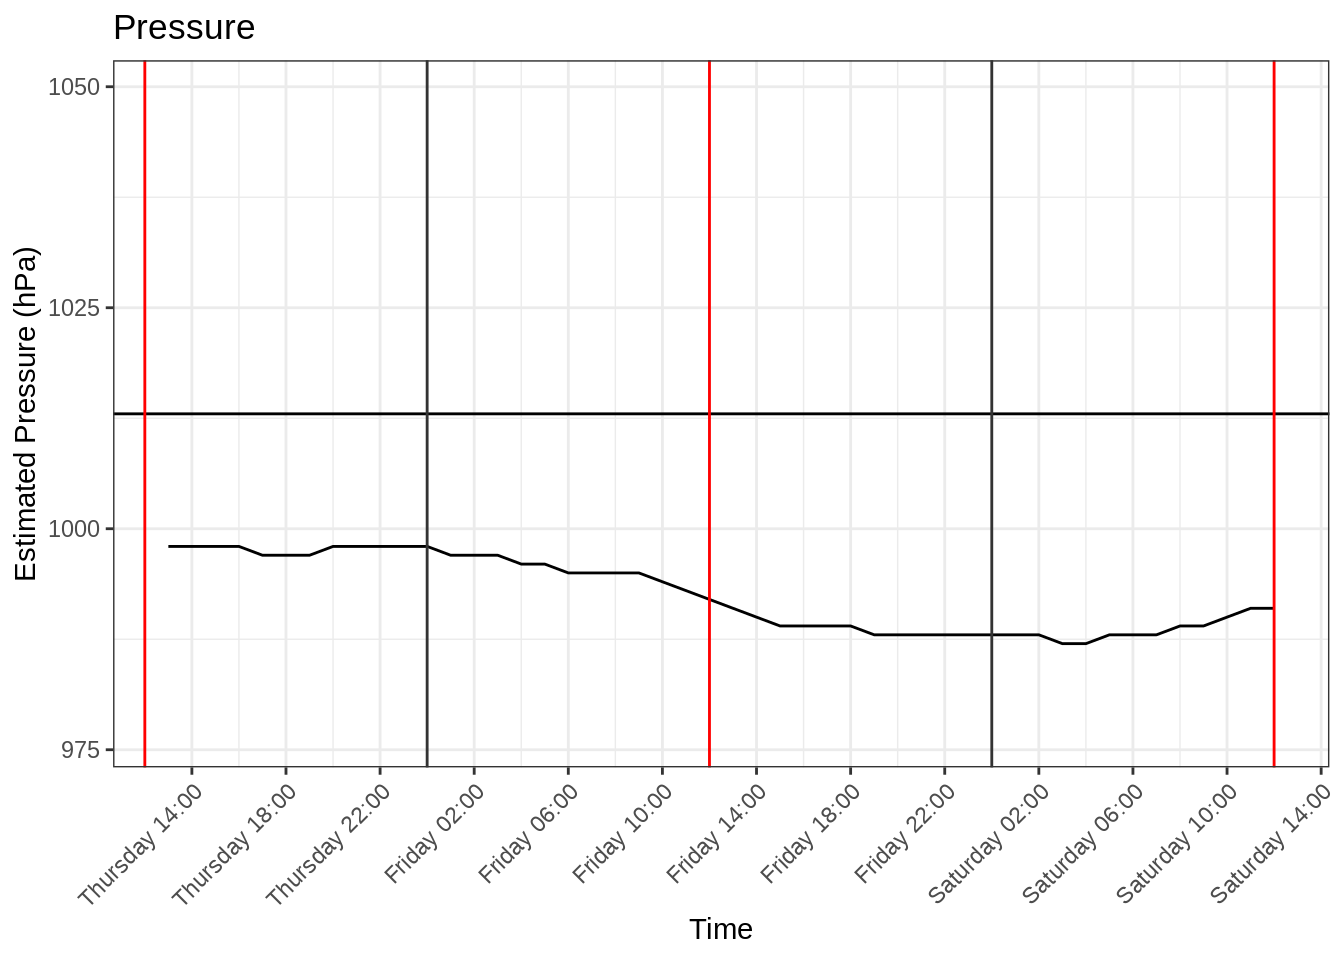 Pressure
Estimated Pressure (hPa)
1050
1025
1000
975
Thursday 14:00
Thursday 18:00
Thursday 22:00
Friday 02:00
Friday 06:00
Friday 10:00
Friday 14:00
Friday 18:00
Friday 22:00
Saturday 02:00
Saturday 06:00
Saturday 10:00
Saturday 14:00
Time